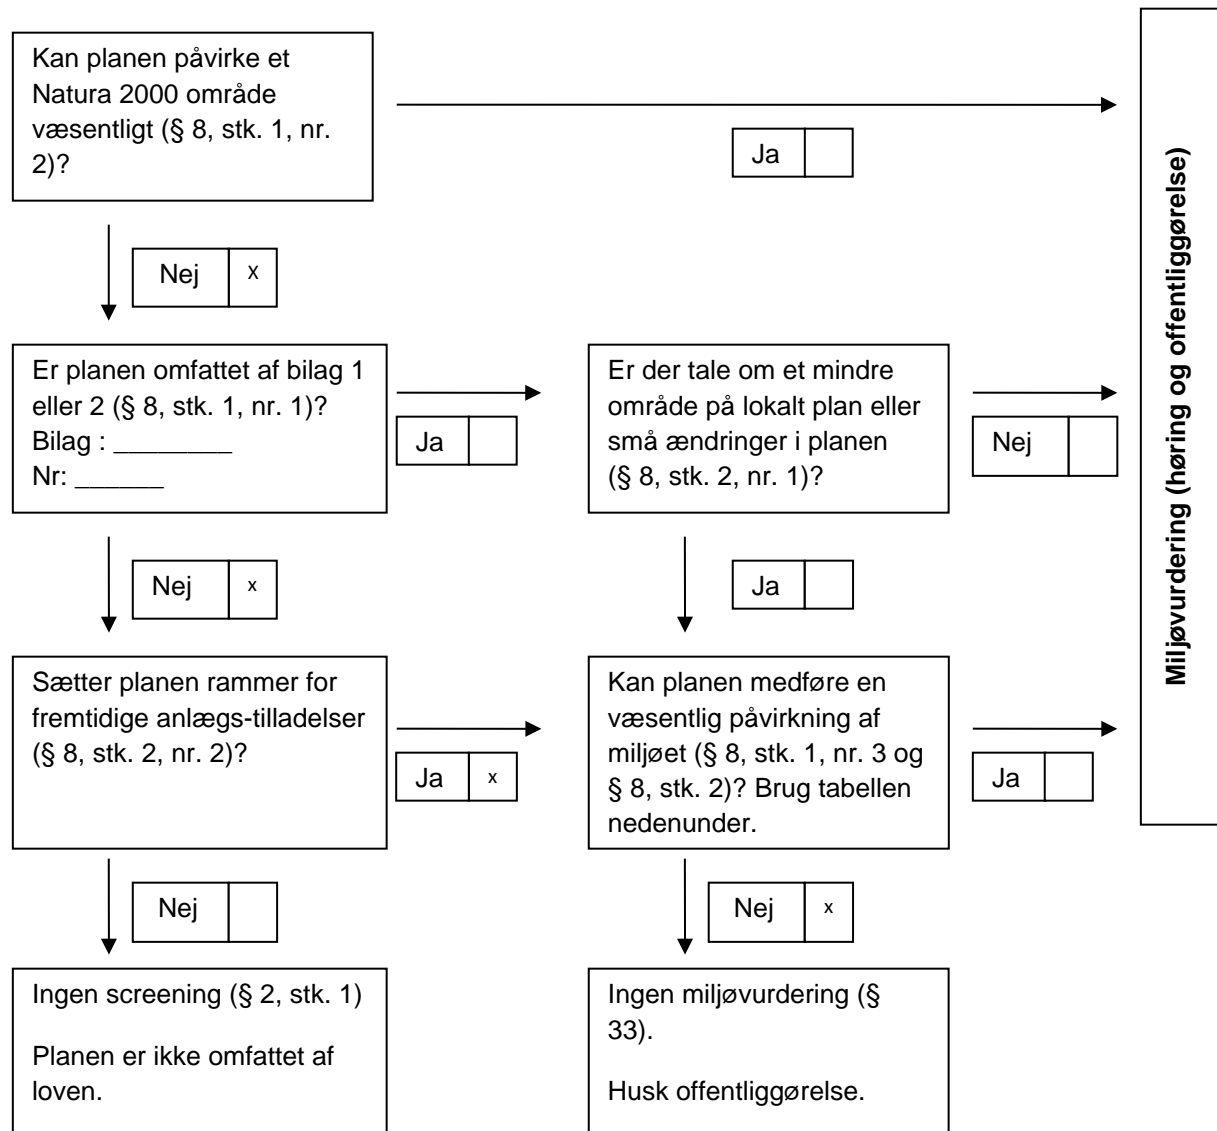 Kan planen påvirke et
Natura 2000 område
væsentligt (§ 8, stk. 1, nr.
2)?
Ja
Nej x
Er planen omfattet af bilag 1
eller 2 (§ 8, stk. 1, nr. 1)?
Bilag : ________
Nr: ______
Ja
Er der tale om et mindre
område på lokalt plan eller
små ændringer i planen
(§ 8, stk. 2, nr. 1)?
Nej
Nej x
Ja
Sætter planen rammer for
fremtidige anlægs-tilladelser
(§ 8, stk. 2, nr. 2)?
Ja x
Kan planen medføre en
væsentlig påvirkning af
miljøet (§ 8, stk. 1, nr. 3 og
§ 8, stk. 2)? Brug tabellen
nedenunder.
Ja
Nej
Nej x
Ingen screening (§ 2, stk. 1)
Planen er ikke omfattet af
loven.
Ingen miljøvurdering (§
33).
Husk offentliggørelse.
Miljøvurdering (høring og offentliggørelse)